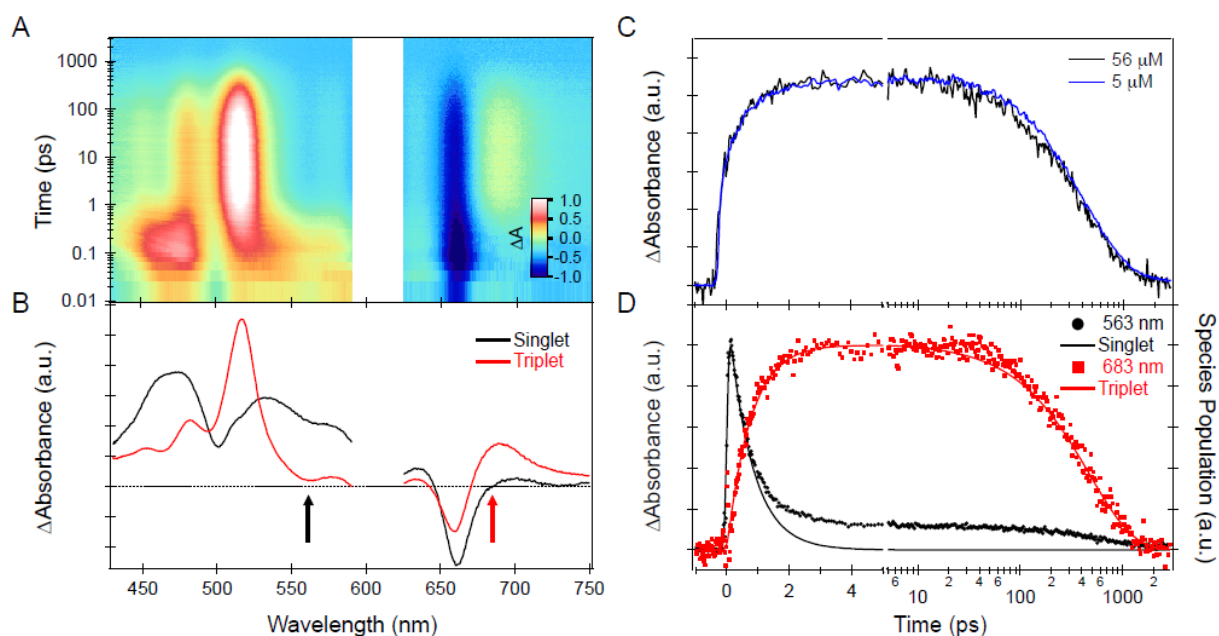 A
Time (ps)
1000
100
10
1
0.1
0.01
ΔA
1.0
0.5
0.0
-0.5
-1.0
B
ΔAbsorbance (a.u.)
Singlet
Triplet
450
500
550
600
650
700
750
Wavelength (nm)
C
ΔAbsorbance (a.u.)
56 μM
5 μM
D
ΔAbsorbance (a.u.)
563 nm
Singlet
683 nm
Triplet
Species Population (a.u.)
0
2
4
6
10
2
4
6
100
2
4
6
1000
2
Time (ps)